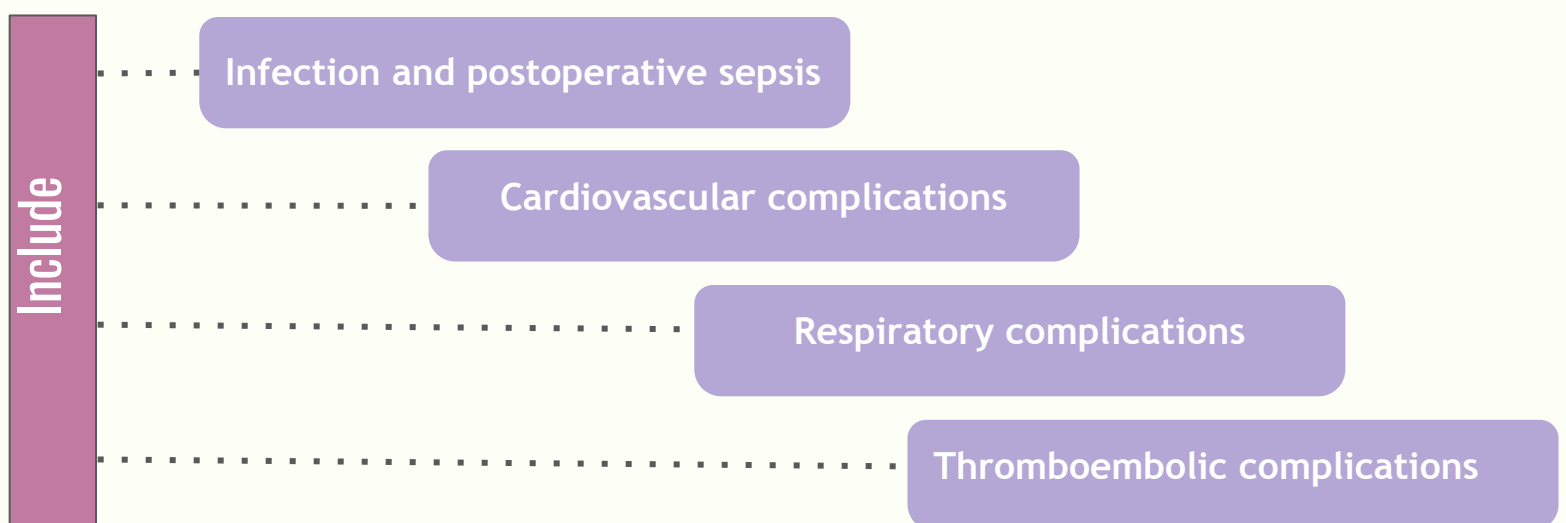 Include
Infection and postoperative sepsis
Cardiovascular complications
Respiratory complications
Thromboembolic complications